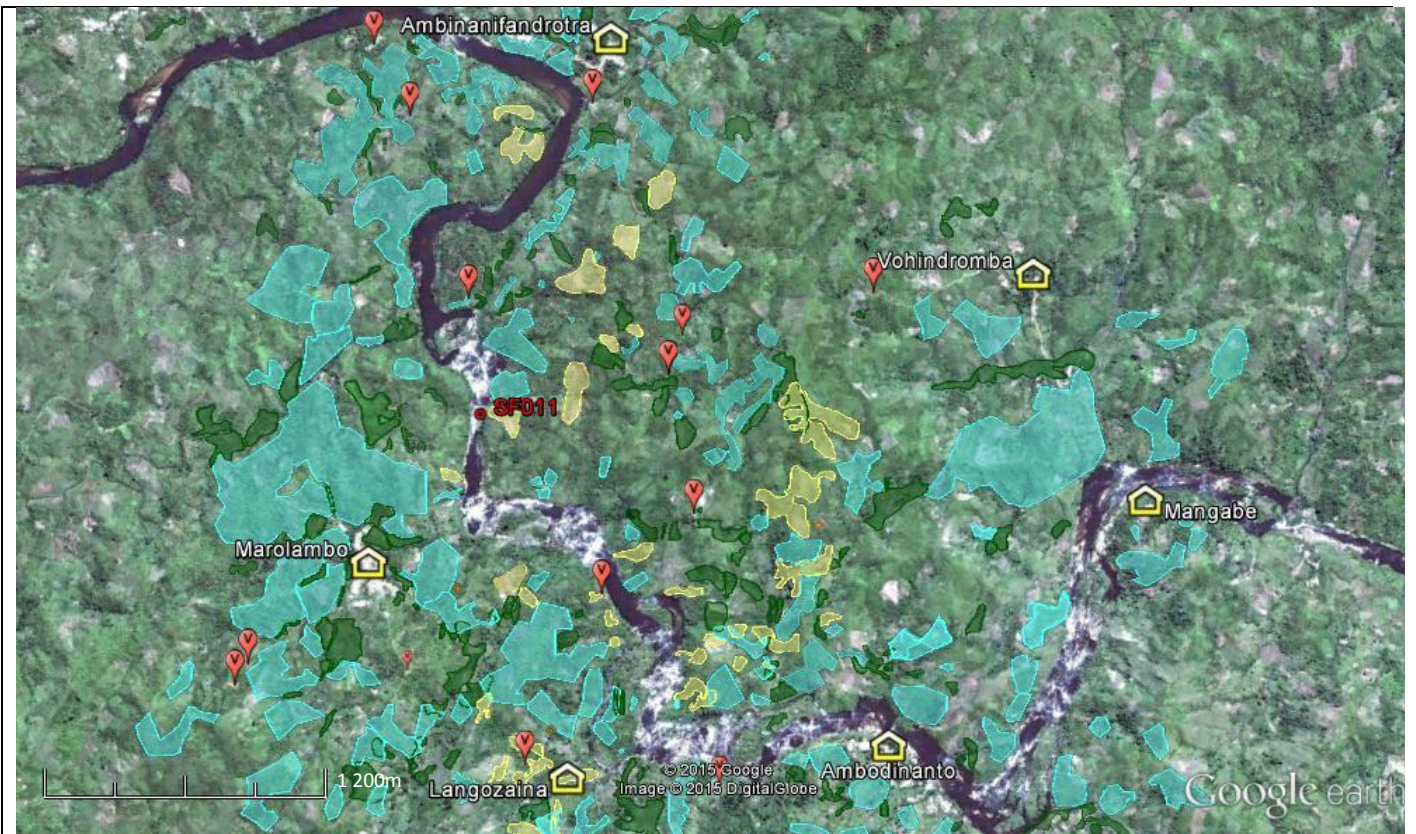 V
Ambinanifandrotra
V
V
V
Vohindromba
V
V
V
SF011
V
Mangabe
Marolambo
V
V
V
V
V
V
Ambodinanto
Langozaina
1 200m
© 2015 Google
Image © 2015 DigitalGlobe
Google earth